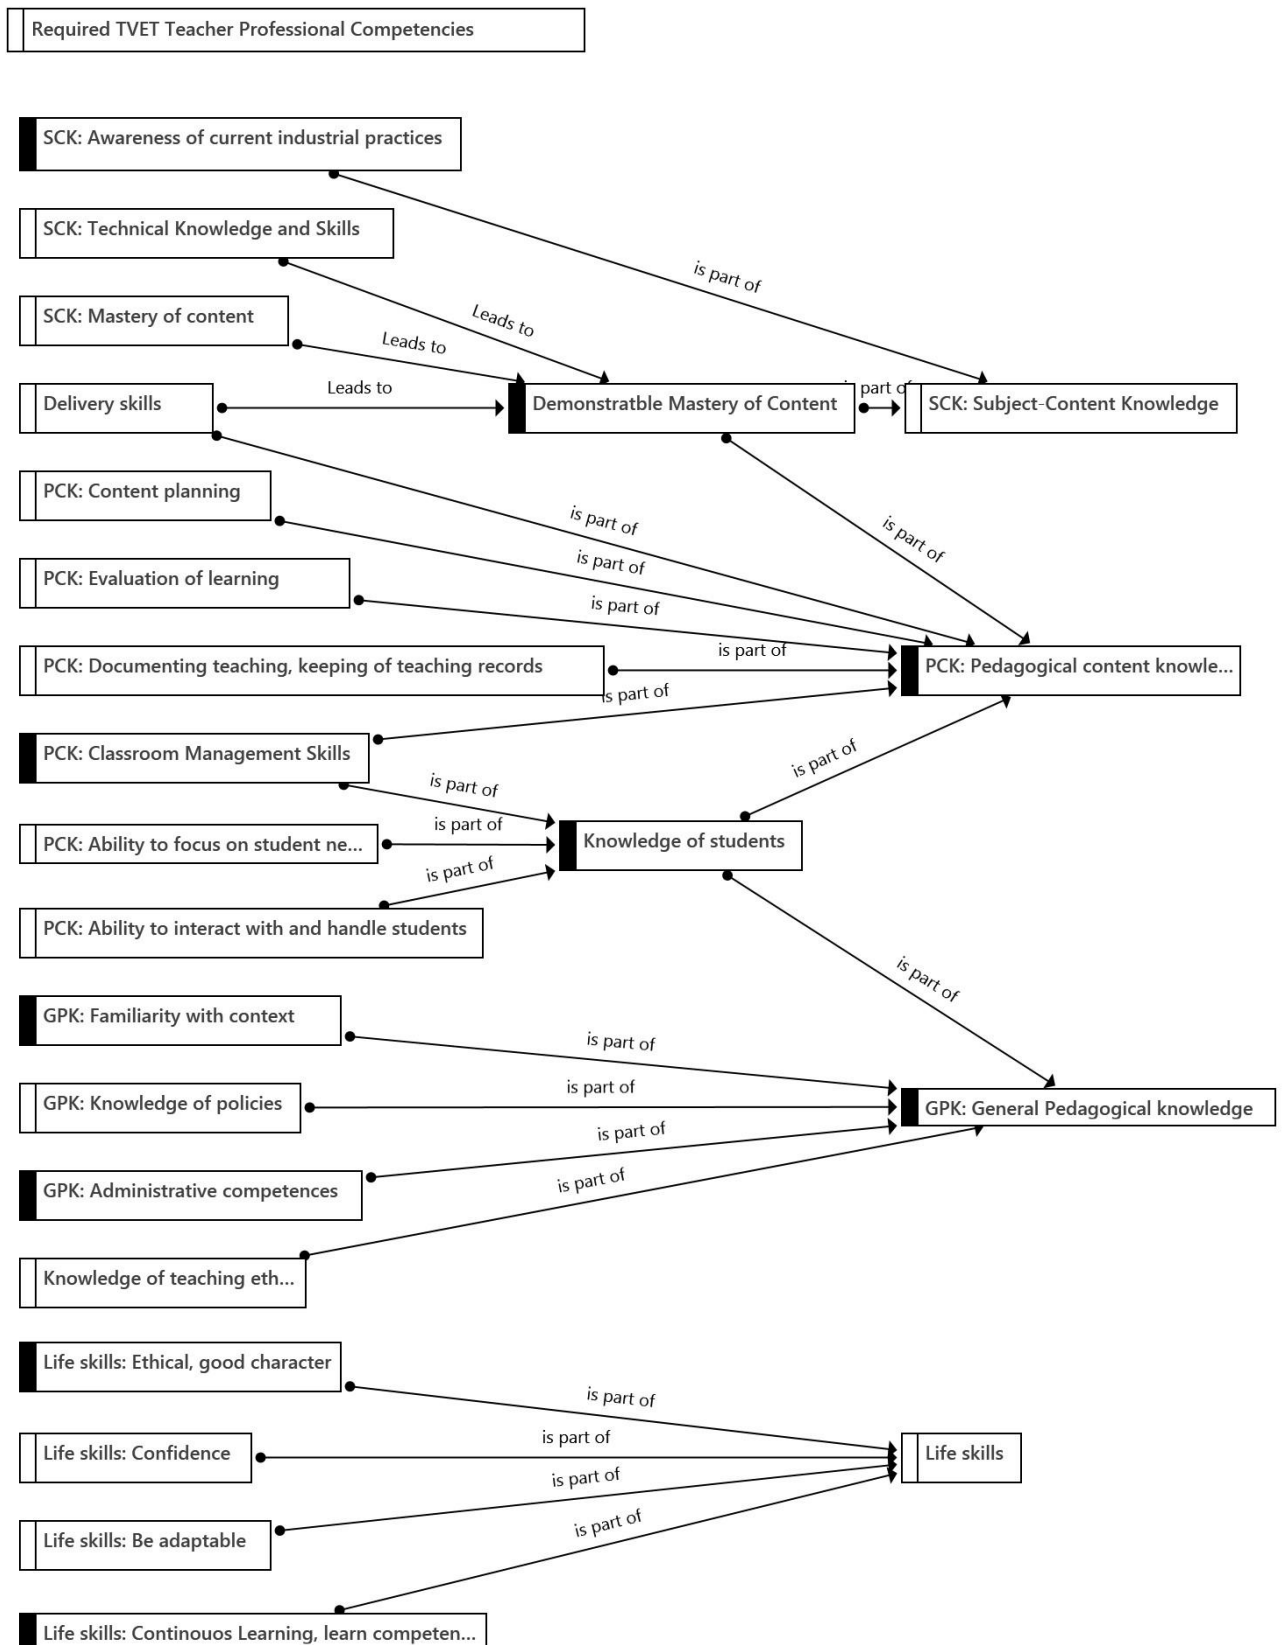 Required TVET Teacher Professional Competencies
SCK: Awareness of current industrial practices
SCK: Technical Knowledge and Skills
is part of
Leads to
SCK: Mastery of content
Leads to
Delivery skills
Leads to
Demonstratble Mastery of Content
part of
SCK: Subject-Content Knowledge
PCK: Content planning
is part of
is part of
is part of
PCK: Evaluation of learning
is part of
PCK: Documenting teaching, keeping of teaching records
is part of
PCK: Pedagogical content knowle...
is part of
PCK: Classroom Management Skills
is part of
is part of
PCK: Ability to focus on student ne...
is part of
Knowledge of students
is part of
PCK: Ability to interact with and handle students
is part of
GPK: Familiarity with context
is part of
GPK: Knowledge of policies
is part of
GPK: General Pedagogical knowledge
is part of
GPK: Administrative competences
is part of
Knowledge of teaching eth...
Life skills: Ethical, good character
is part of
Life skills: Confidence
is part of
Life skills
is part of
Life skills: Be adaptable
is part of
Life skills: Continouos Learning, learn competen...